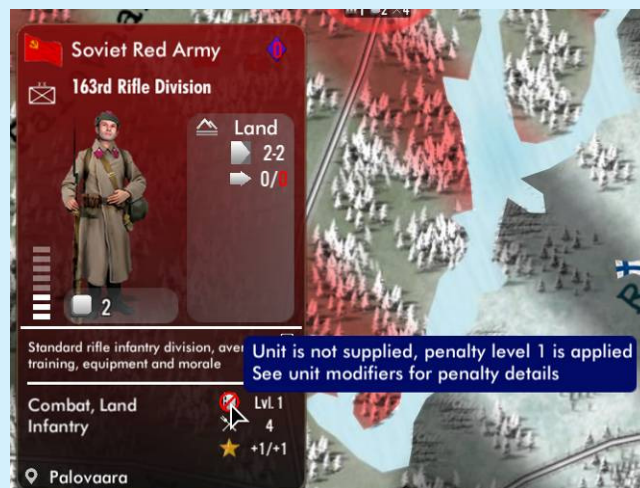 Soviet Red Army
0
163rd Rifle Division
Land
2-2
0/0
2
Standard rifle infantry division, aver
training, equipment and morale
Unit is not supplied, penalty level 1 is applied
See unit modifiers for penalty details
Combat, Land
Infantry
Lvl. 1
4
+1/+1
Palovaara